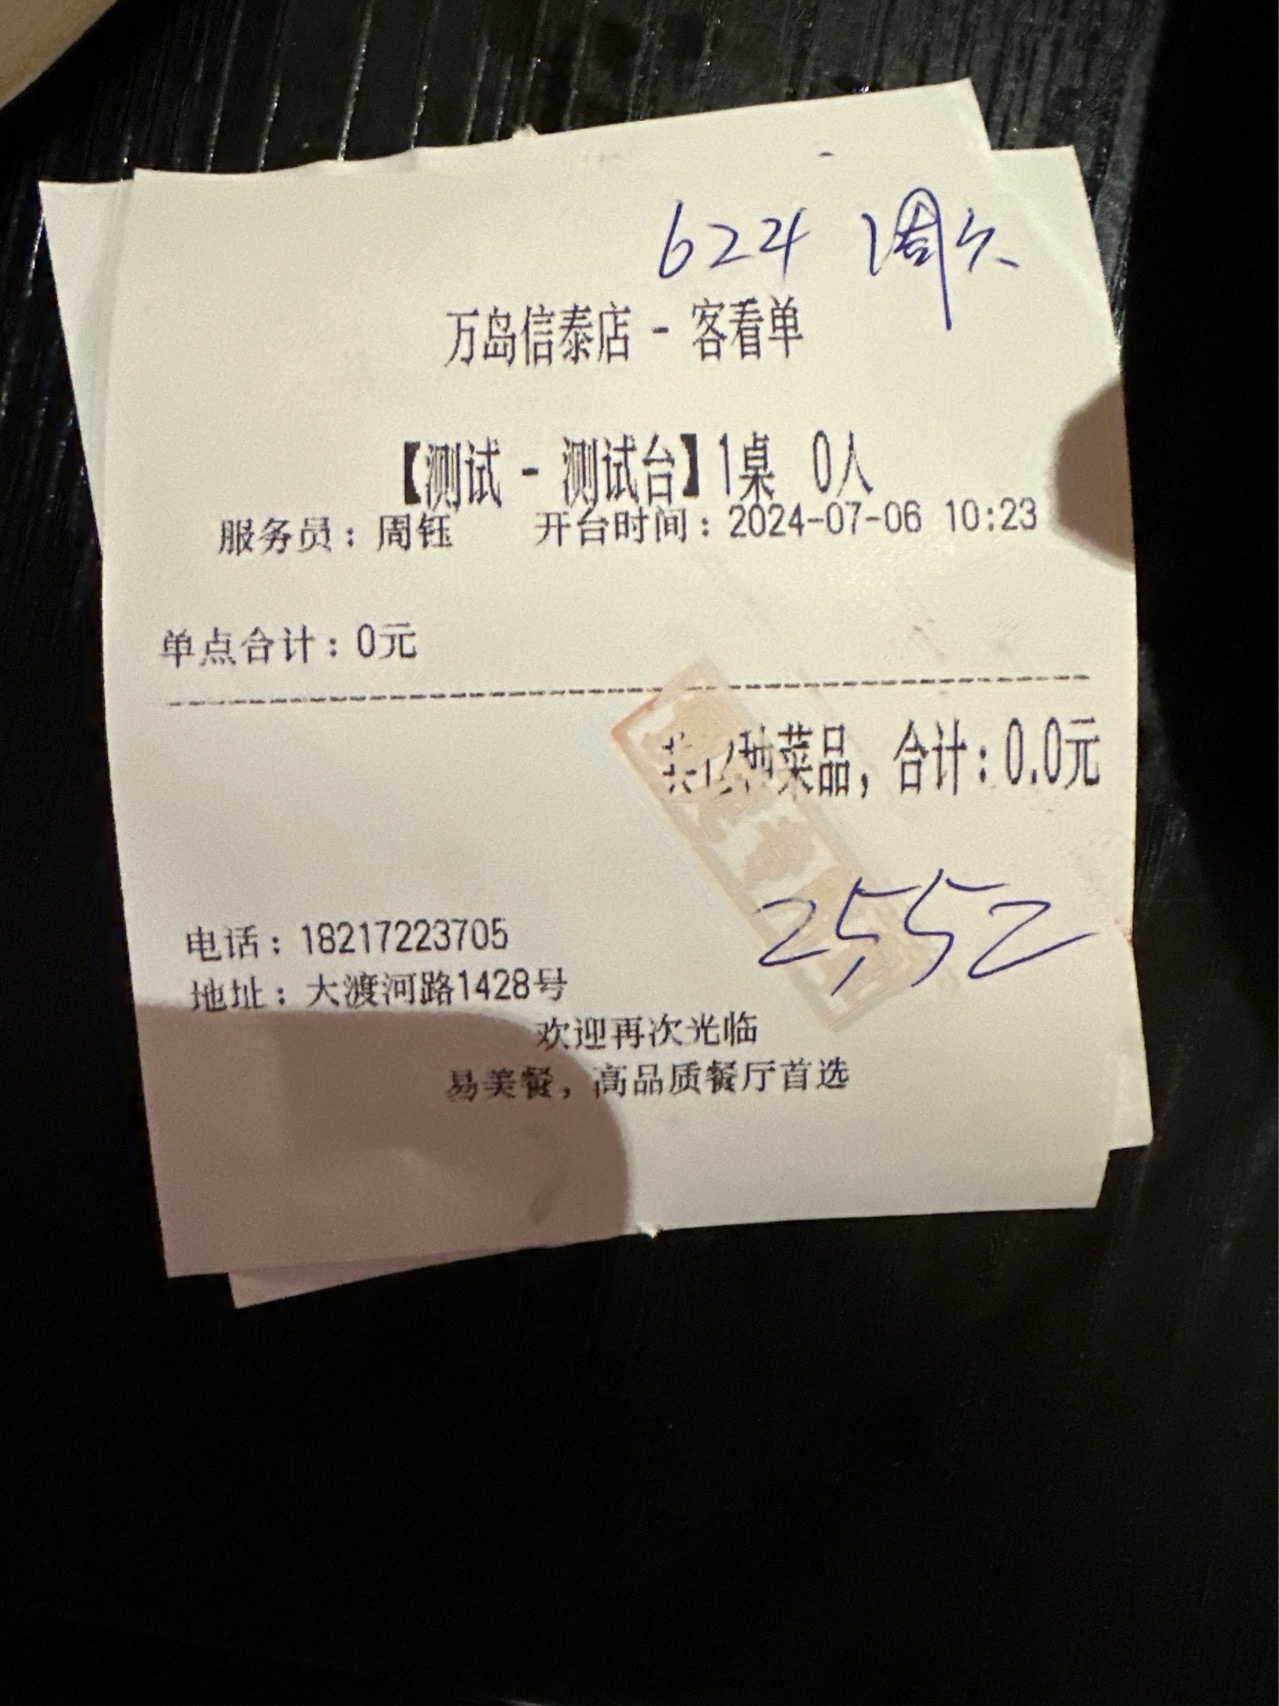 624 周六
万岛信泰店 - 客看单
【测试 - 测试台】1桌 0人
服务员：周钰 开台时间：2024-07-06 10:23
单点合计：0元
种菜品，合计：0.0元
2552
电话：18217223705
地址：大渡河路1428号
欢迎再次光临
易美餐，高品质餐厅首选